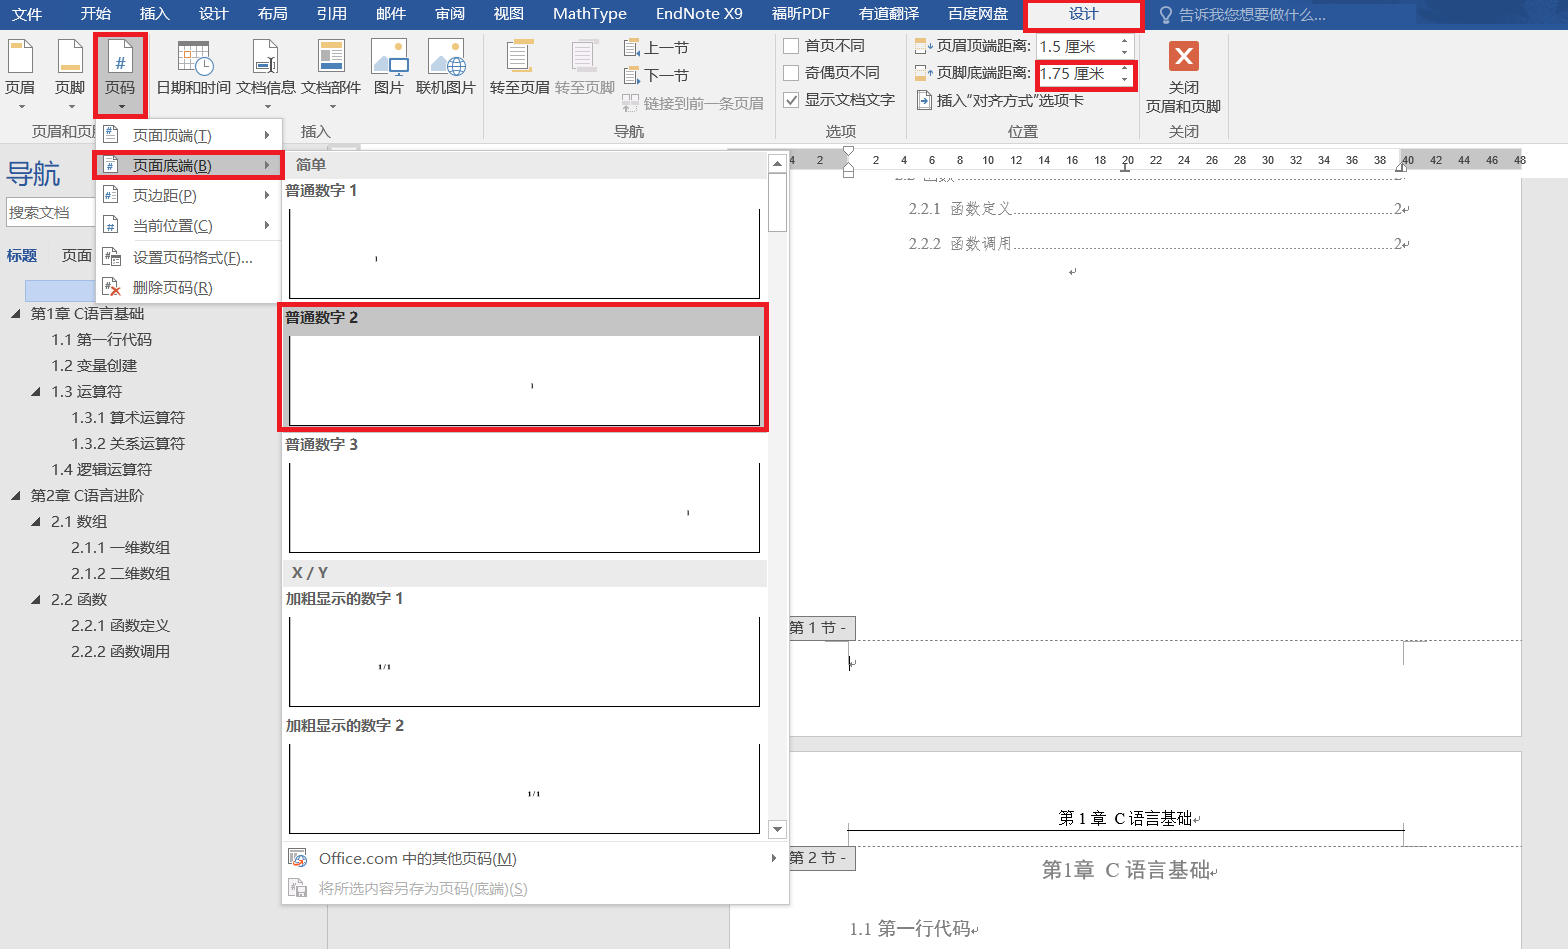 文件 开始 插入 设计 布局 引用 邮件 审阅 视图 MathType EndNote X9 福昕PDF 有道翻译 百度网盘 设计 告诉我您想要做什么...
页眉 页脚 页码 日期和时间 文档信息 文档部件 图片 联机图片 转至页眉 转至页脚
上一节
下一节
链接到前一条页眉
首页不同
奇偶页不同
显示文档文字
页眉顶端距离: 1.5 厘米
页脚底端距离: 1.75 厘米
插入“对齐方式”选项卡
关闭
页眉和页脚
页眉和页 插入 导航 选项 位置 关闭
页面顶端(T)
页面底端(B)
页边距(P)
当前位置(C)
设置页码格式(F)...
删除页码(R)
导航
搜索文档
标题 页面
第1章 C语言基础
1.1 第一行代码
1.2 变量创建
1.3 运算符
1.3.1 算术运算符
1.3.2 关系运算符
1.4 逻辑运算符
第2章 C语言进阶
2.1 数组
2.1.1 一维数组
2.1.2 二维数组
2.2 函数
2.2.1 函数定义
2.2.2 函数调用
简单
普通数字 1
1
普通数字 2
1
普通数字 3
1
X / Y
加粗显示的数字 1
1/1
加粗显示的数字 2
1/1
Office.com 中的其他页码(M)
将所选内容另存为页码(底端)(S)
4 2 2 4 6 8 10 12 14 16 18 20 22 24 26 28 30 32 34 36 38 40 42 44 46 48
2.2 函数 2
2.2.1 函数定义 2
2.2.2 函数调用 2
第 1 节 -
第 1 章 C 语言基础
第 2 节 -
第1章 C 语言基础
1.1 第一行代码